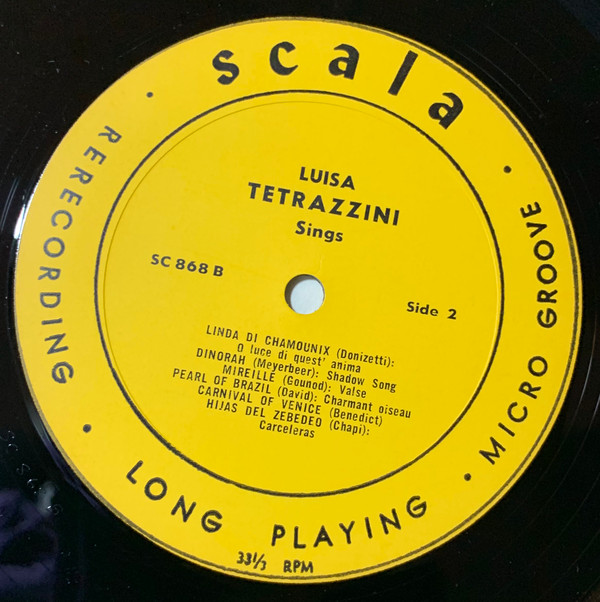 scala
RERECORDING
LUISA
TETRAZZINI
Sings
SC 868 B
Side 2
LINDA DI CHAMOUNIX (Donizetti):
O luce di quest' anima
DINORAH (Meyerbeer): Shadow Song
MIREILLE (Gounod): Valse
PEARL OF BRAZIL (David): Charmant oiseau
CARNIVAL OF VENICE (Benedict)
HIJAS DEL ZEBEDEO (Chapi):
Carceleras
MICRO GROOVE
LONG PLAYING
33⅓ RPM